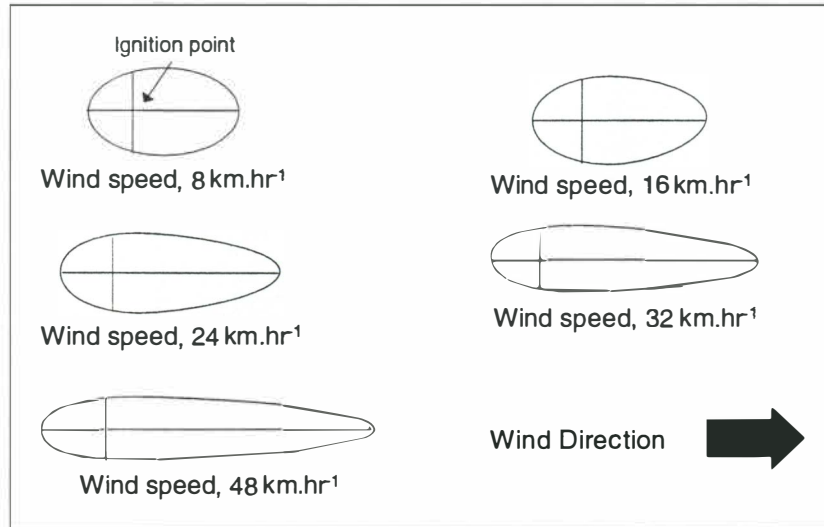 Ignition point
Wind speed, 8 km.hr¹
Wind speed, 16 km.hr¹
Wind speed, 24 km.hr¹
Wind speed, 32 km.hr¹
Wind speed, 48 km.hr¹
Wind Direction